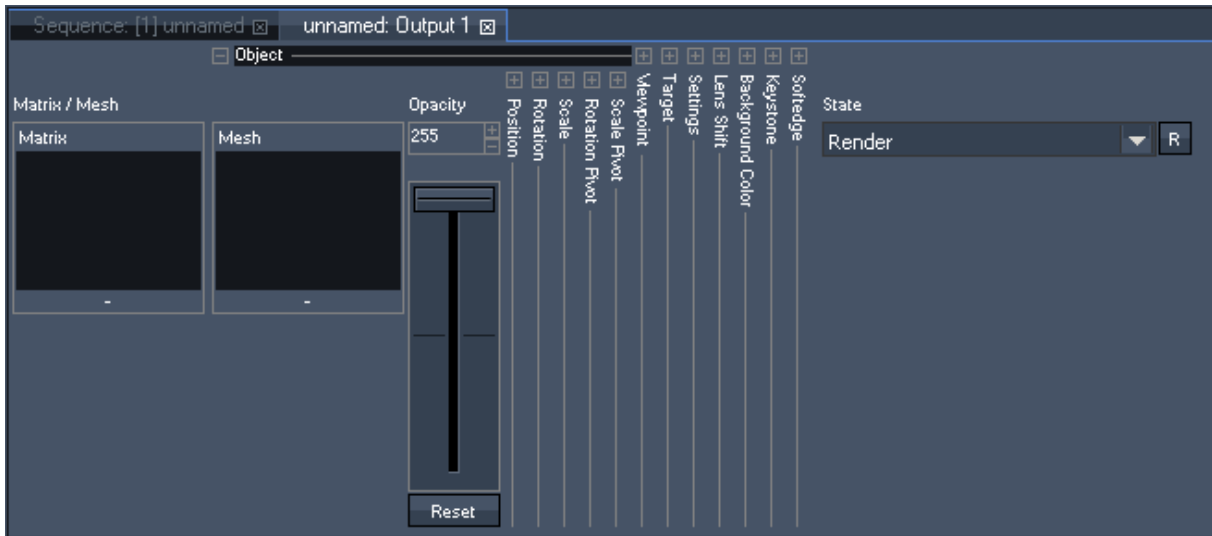 Sequence: [1] unnamed
unnamed: Output 1
Object
Matrix / Mesh
Opacity
Position
Rotation
Scale
Rotation Pivot
Scale Pivot
Viewpoint
Target
Settings
Lens Shift
Background Color
Keystone
Softedge
State
Matrix
Mesh
255
Render
R
-
-
Reset